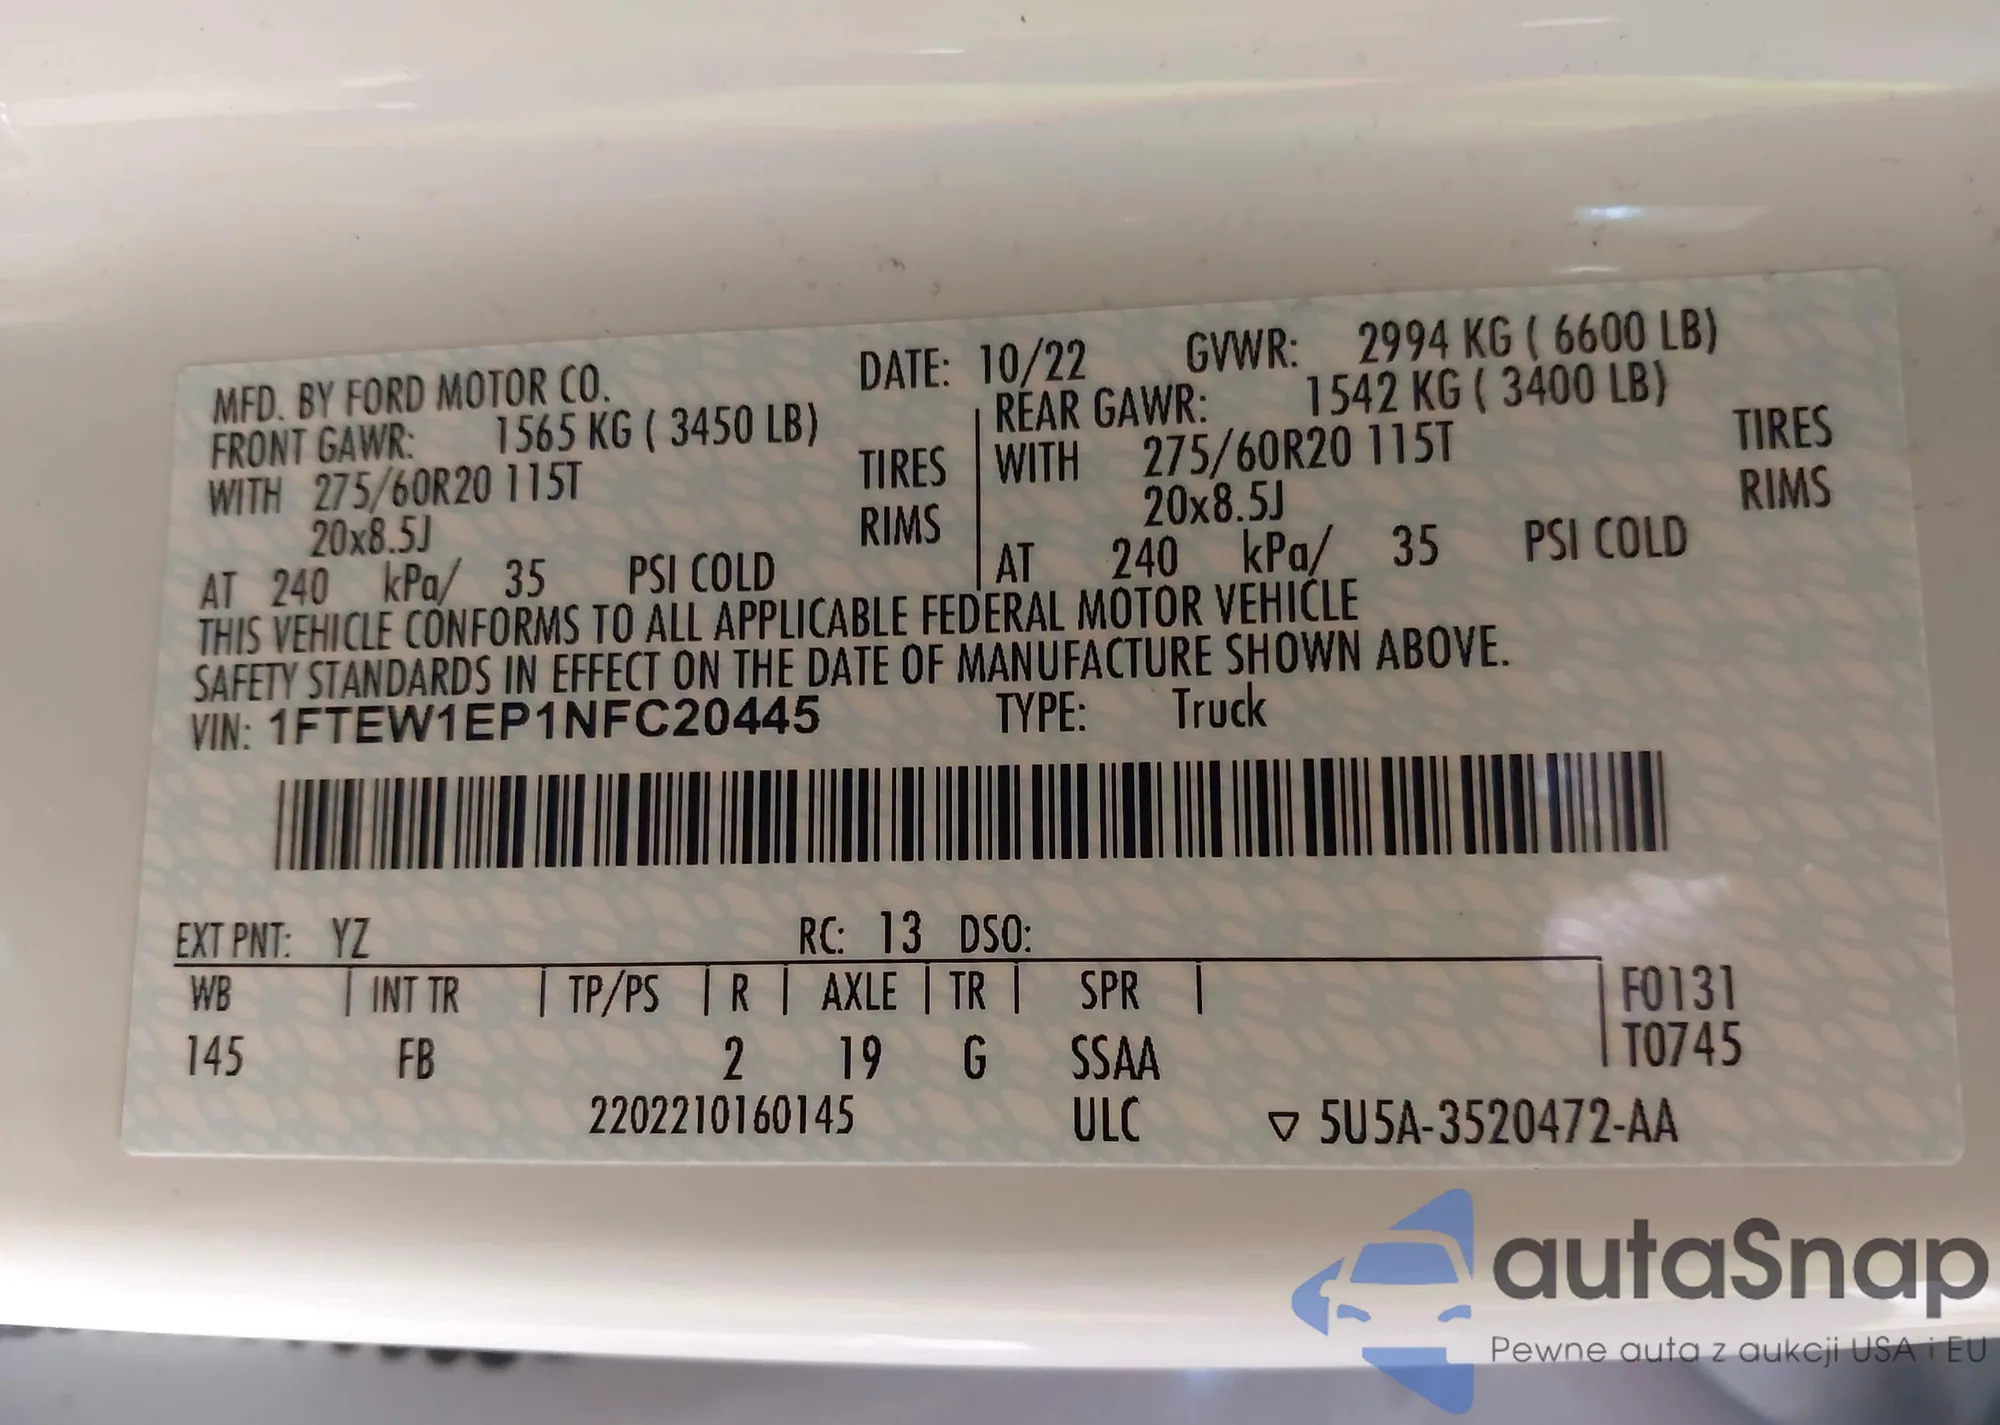 MFD. BY FORD MOTOR CO. DATE: 10/22 GVWR: 2994 KG ( 6600 LB)
FRONT GAWR: 1565 KG ( 3450 LB) REAR GAWR: 1542 KG ( 3400 LB)
WITH 275/60R20 115T TIRES WITH 275/60R20 115T TIRES
20x8.5J RIMS 20x8.5J RIMS
AT 240 kPa/ 35 PSI COLD AT 240 kPa/ 35 PSI COLD
THIS VEHICLE CONFORMS TO ALL APPLICABLE FEDERAL MOTOR VEHICLE
SAFETY STANDARDS IN EFFECT ON THE DATE OF MANUFACTURE SHOWN ABOVE.
VIN: 1FTEW1EP1NFC20445 TYPE: Truck
EXT PNT: YZ RC: 13 DSO:
WB INT TR TP/PS R AXLE TR SPR F0131
145 FB 2 19 G SSAA T0745
2202210160145 ULC ▽ 5U5A-3520472-AA
autaSnap
Pewne auta z aukcji USA i EU